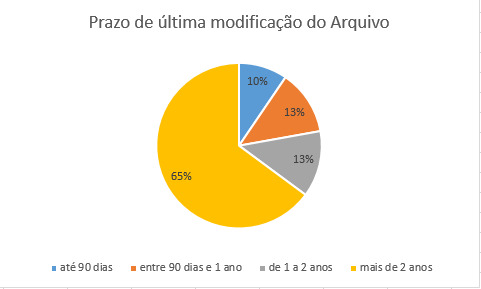 Prazo de última modificação do Arquivo
10%
13%
13%
65%
até 90 dias entre 90 dias e 1 ano de 1 a 2 anos mais de 2 anos